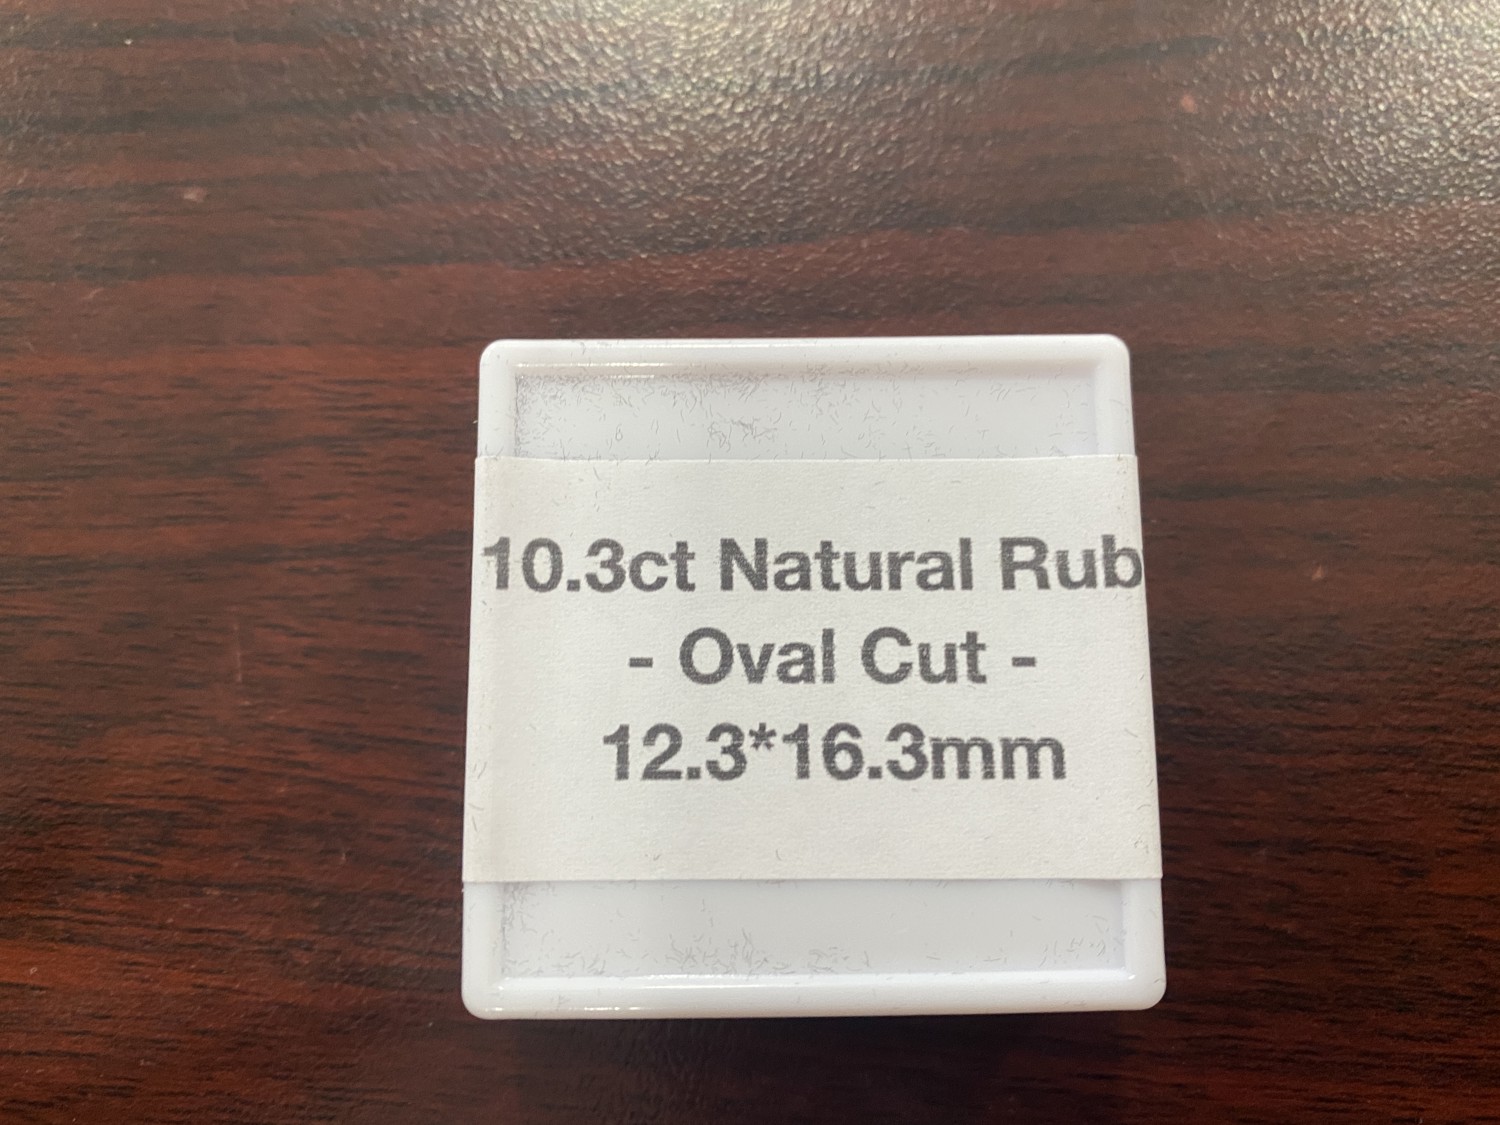 10.3ct Natural Rub
- Oval Cut -
12.3*16.3mm